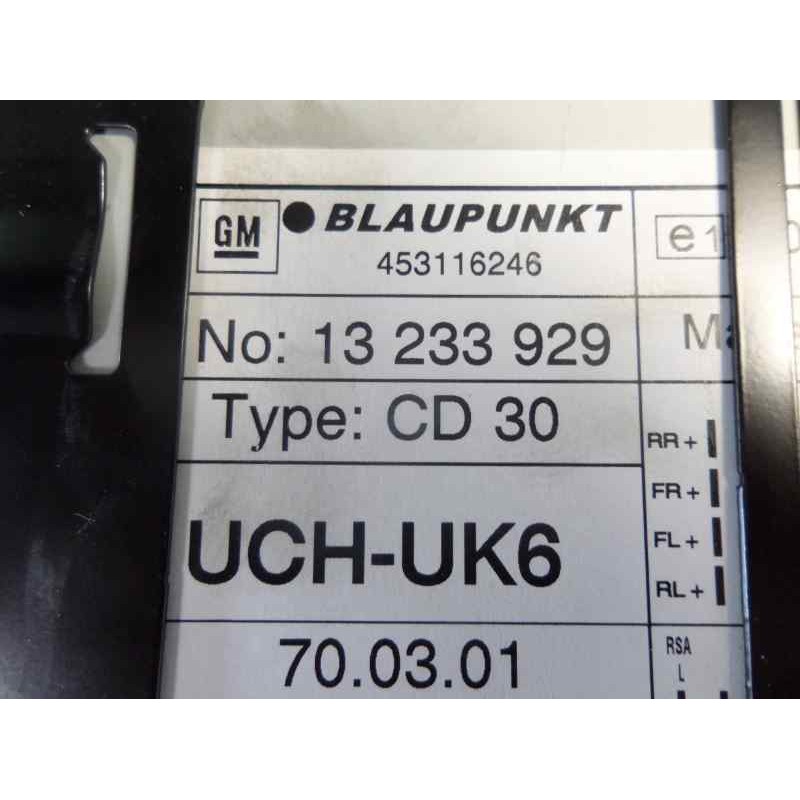 GM BLAUPUNKT
453116246
e1
No: 13 233 929
Type: CD 30
UCH-UK6
70.03.01
RR +
FR +
FL +
RL +
RSA
L